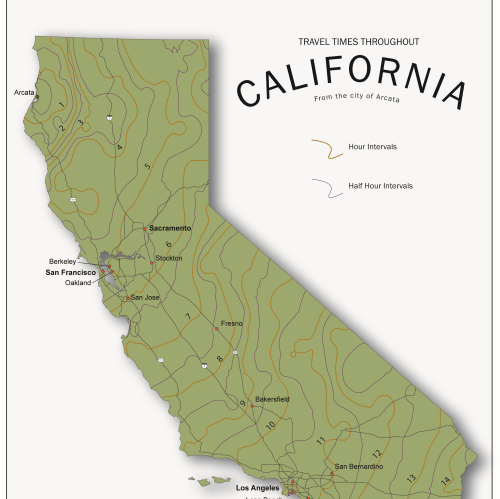 TRAVEL TIMES THROUGHOUT
CALIFORNIA
From the city of Arcata
Hour Intervals
Half Hour Intervals
Arcata
1
2
3
4
5
Sacramento
6
Berkeley
Stockton
San Francisco
Oakland
San Jose
7
Fresno
8
9
Bakersfield
10
11
12
San Bernardino
13
14
Los Angeles